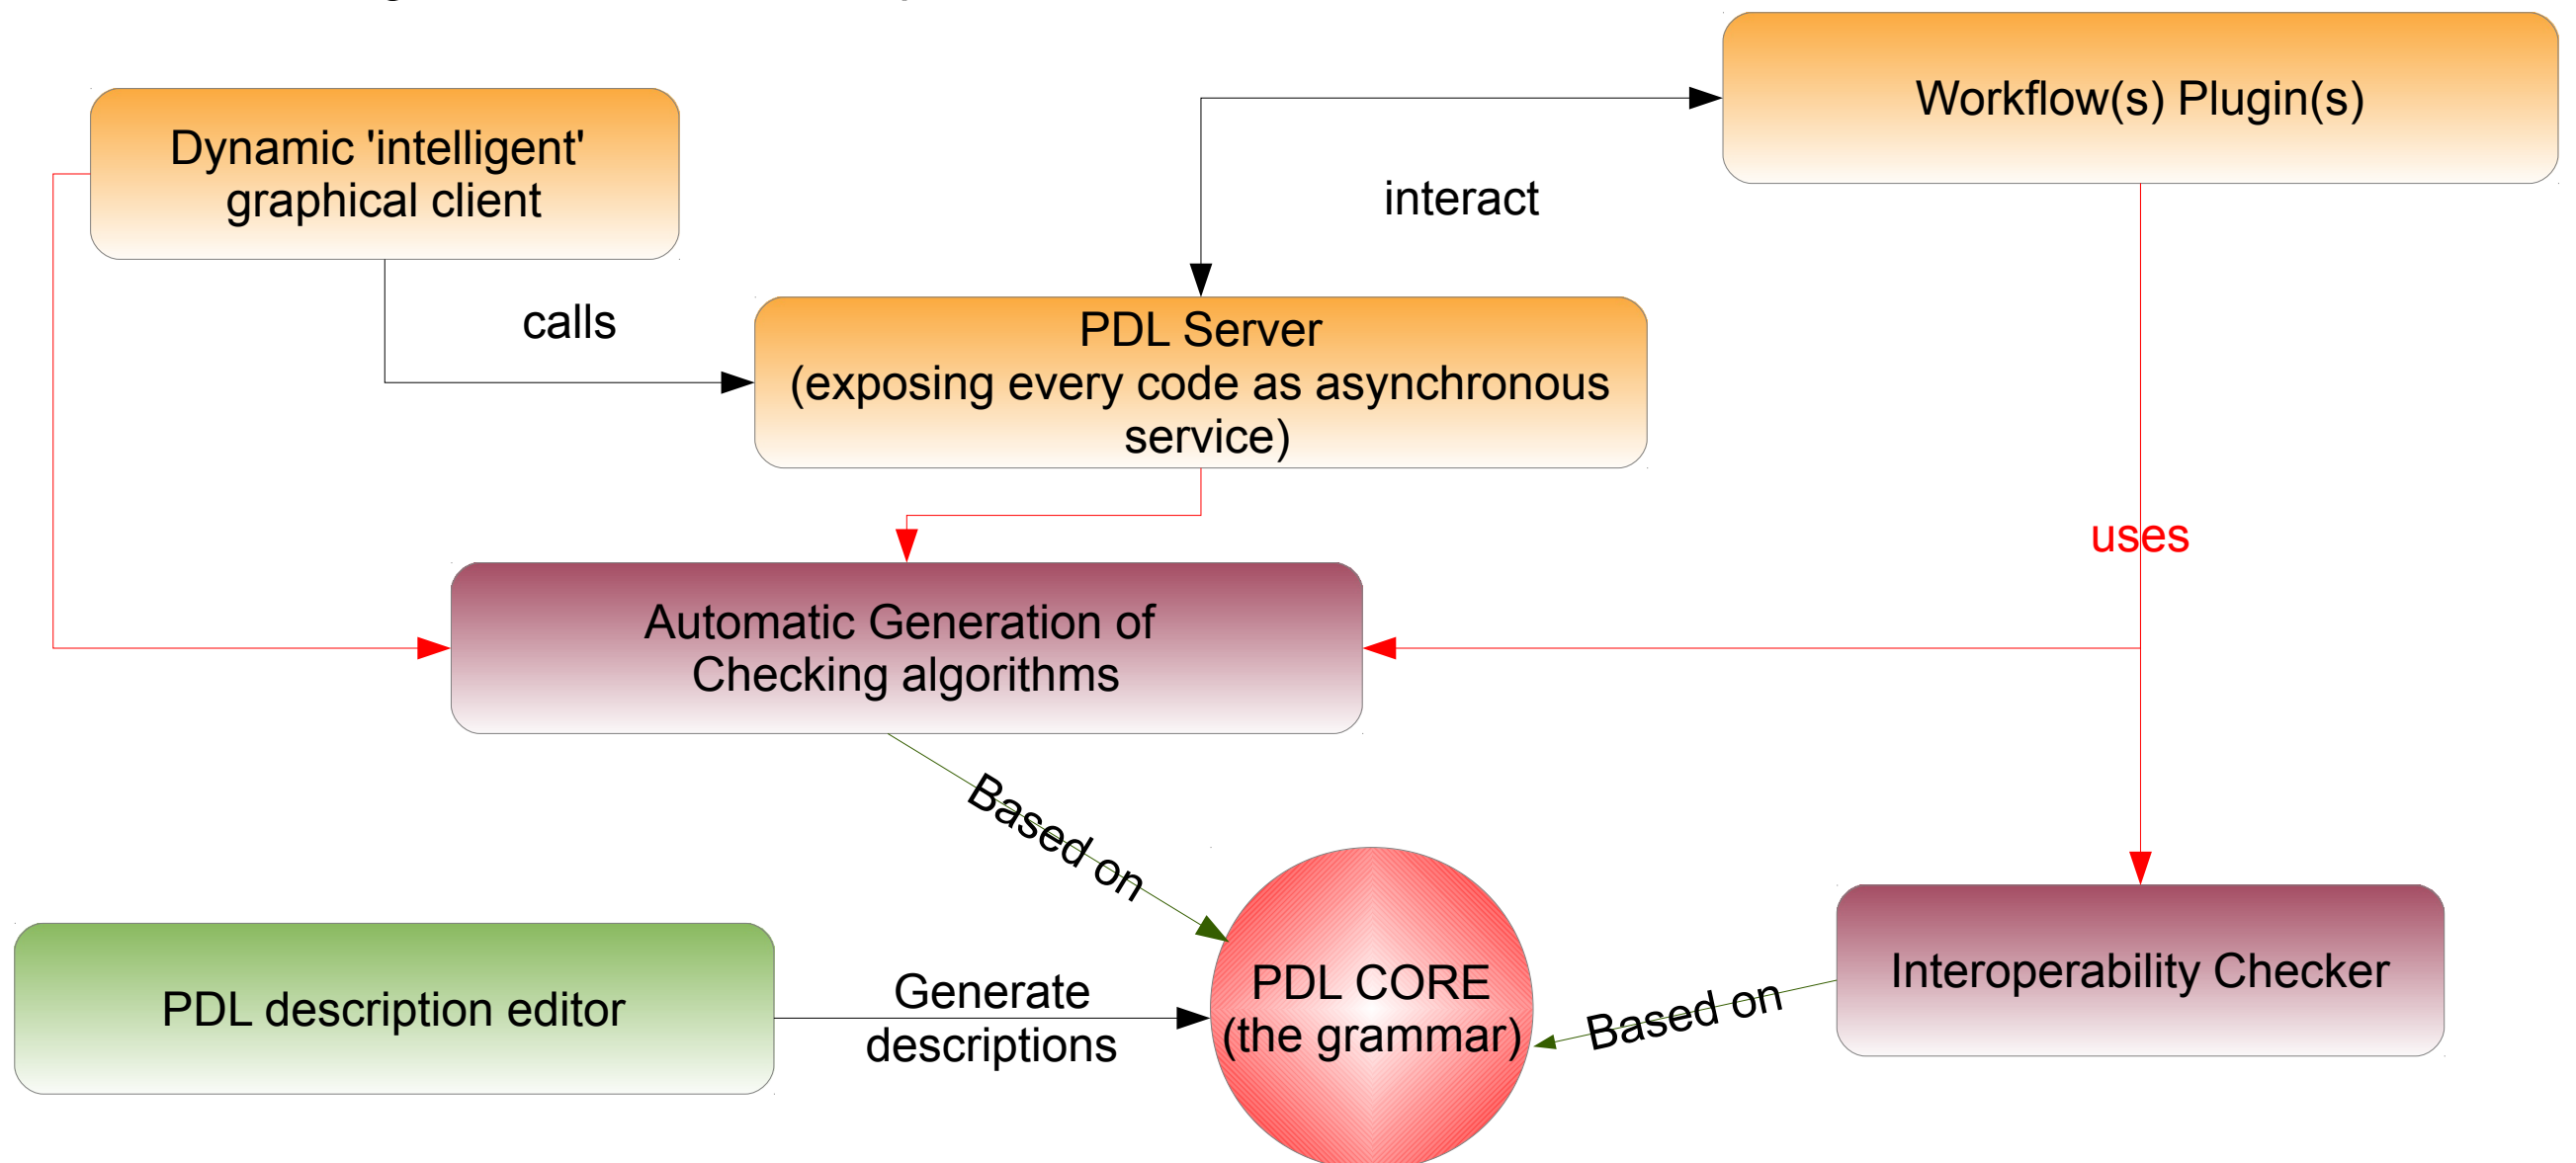 Workflow(s) Plugin(s)
Dynamic 'intelligent'
graphical client
interact
calls
PDL Server
(exposing every code as asynchronous
service)
uses
Automatic Generation of
Checking algorithms
Based on
PDL description editor
Generate
descriptions
PDL CORE
(the grammar)
Based on
Interoperability Checker